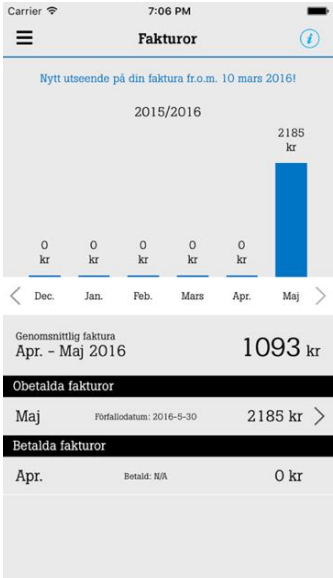 Carrier 7:06 PM
Fakturor
Nytt utseende på din faktura fr.o.m. 10 mars 2016!
2015/2016
2185
kr
0 0 0 0 0
kr kr kr kr kr
Dec. Jan. Feb. Mars Apr. Maj
Genomsnittlig faktura
Apr. - Maj 2016 1093 kr
Obetalda fakturor
Maj Förfallodatum: 2016-5-30 2185 kr
Betalda fakturor
Apr. Betald: N/A 0 kr